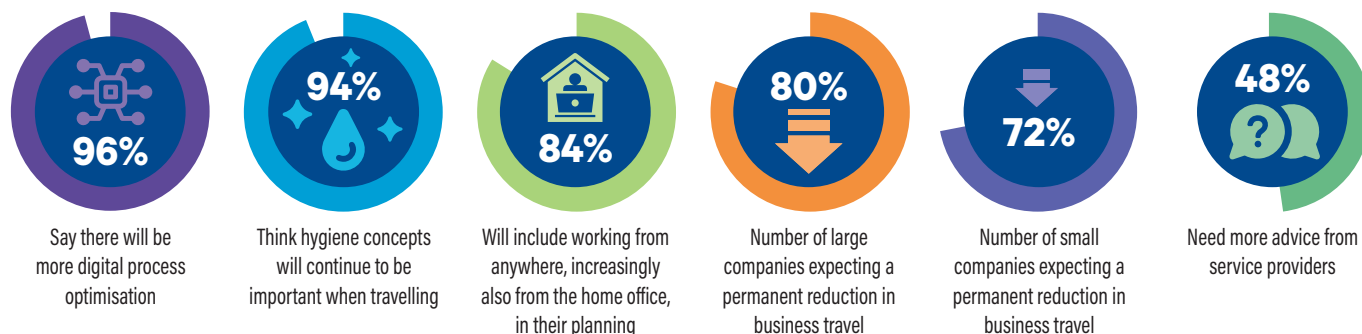 96%
Say there will be
more digital process
optimisation
94%
Think hygiene concepts
will continue to be
important when travelling
84%
Will include working from
anywhere, increasingly
also from the home office,
in their planning
80%
Number of large
companies expecting a
permanent reduction in
business travel
72%
Number of small
companies expecting a
permanent reduction in
business travel
48%
?
Need more advice from
service providers